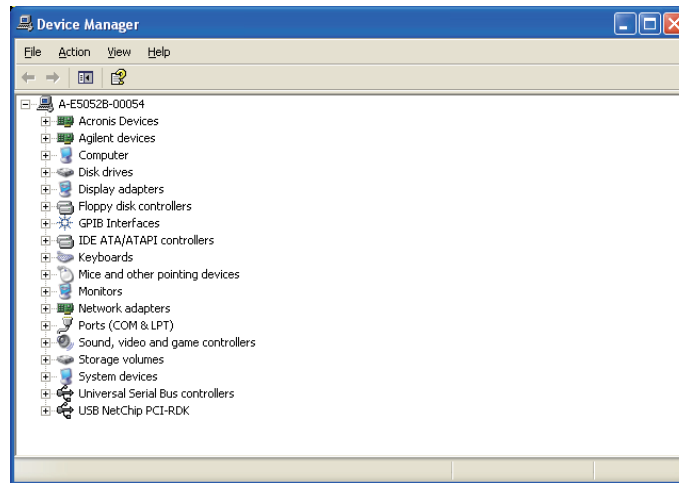 Device Manager
File Action View Help
A-E5052B-00054
Acronis Devices
Agilent devices
Computer
Disk drives
Display adapters
Floppy disk controllers
GPIB Interfaces
IDE ATA/ATAPI controllers
Keyboards
Mice and other pointing devices
Monitors
Network adapters
Ports (COM & LPT)
Sound, video and game controllers
Storage volumes
System devices
Universal Serial Bus controllers
USB NetChip PCI-RDK